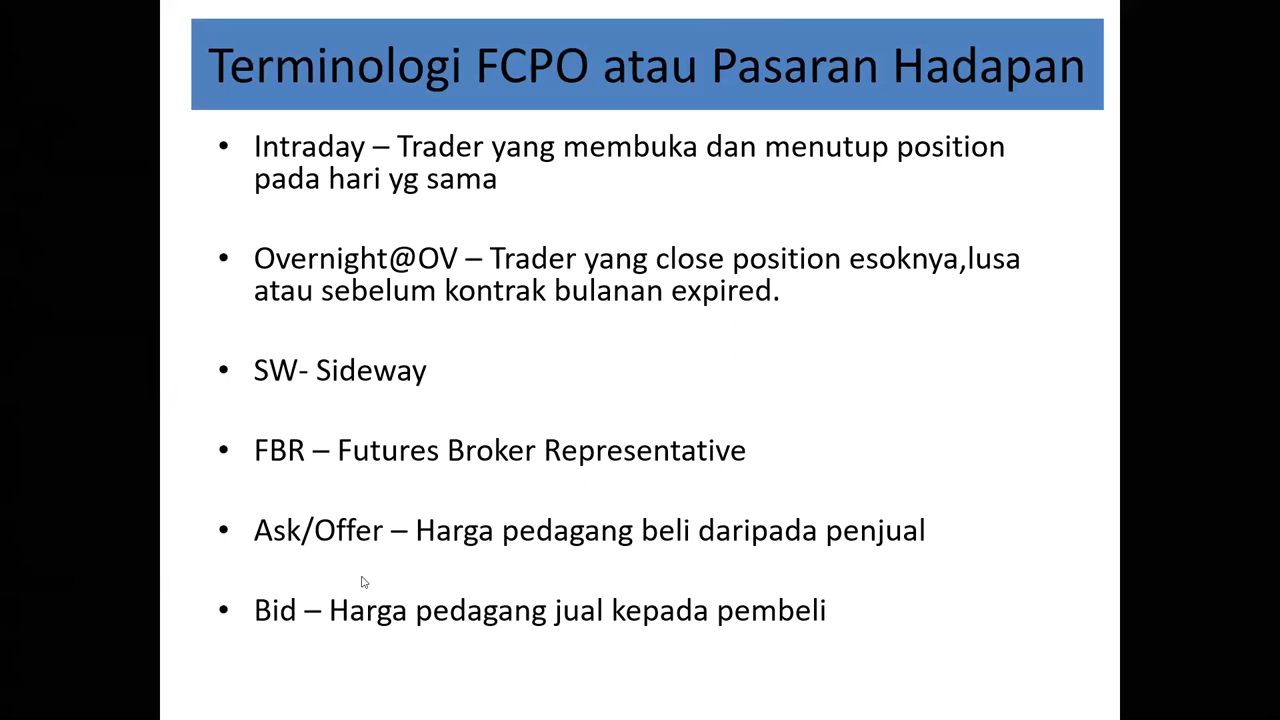 Terminologi FCPO atau Pasaran Hadapan
• Intraday – Trader yang membuka dan menutup position
pada hari yg sama
• Overnight@OV – Trader yang close position esoknya,lusa
atau sebelum kontrak bulanan expired.
• SW- Sideway
• FBR – Futures Broker Representative
• Ask/Offer – Harga pedagang beli daripada penjual
• Bid – Harga pedagang jual kepada pembeli